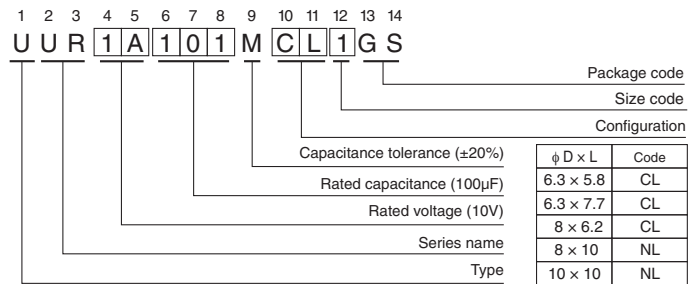 1 2 3 4 5 6 7 8 9 10 11 12 13 14
U U R 1 A 1 0 1 M C L 1 G S
Package code
Size code
Configuration
Capacitance tolerance (±20%)
Rated capacitance (100µF)
Rated voltage (10V)
Series name
Type
ϕ D × L Code
6.3 × 5.8 CL
6.3 × 7.7 CL
8 × 6.2 CL
8 × 10 NL
10 × 10 NL